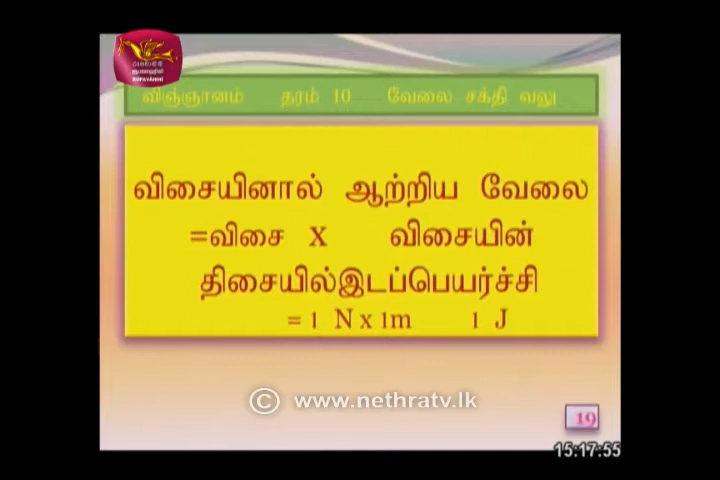 விஞ்ஞானம் தரம் 10 வேலை சக்தி வலு
விசையினால் ஆற்றிய வேலை
=விசை X விசையின்
திசையில்இடப்பெயர்ச்சி
= 1 N x 1m 1 J
© www.nethratv.lk
19
15:17:55